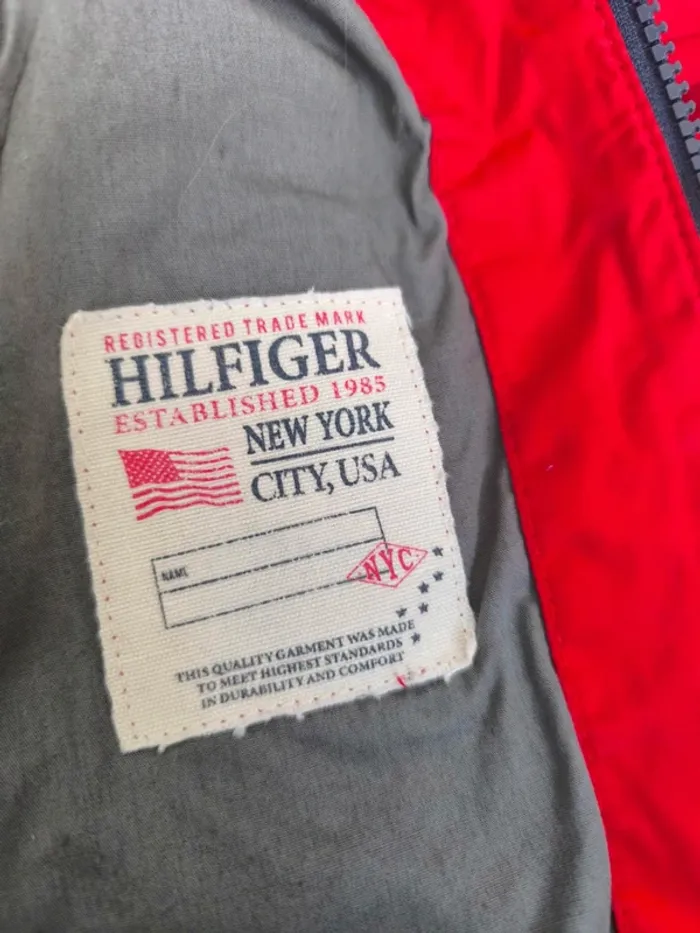 REGISTERED TRADE MARK
HILFIGER
ESTABLISHED 1985
NEW YORK
CITY, USA
NAME
NYC
THIS QUALITY GARMENT WAS MADE
TO MEET HIGHEST STANDARDS
IN DURABILITY AND COMFORT